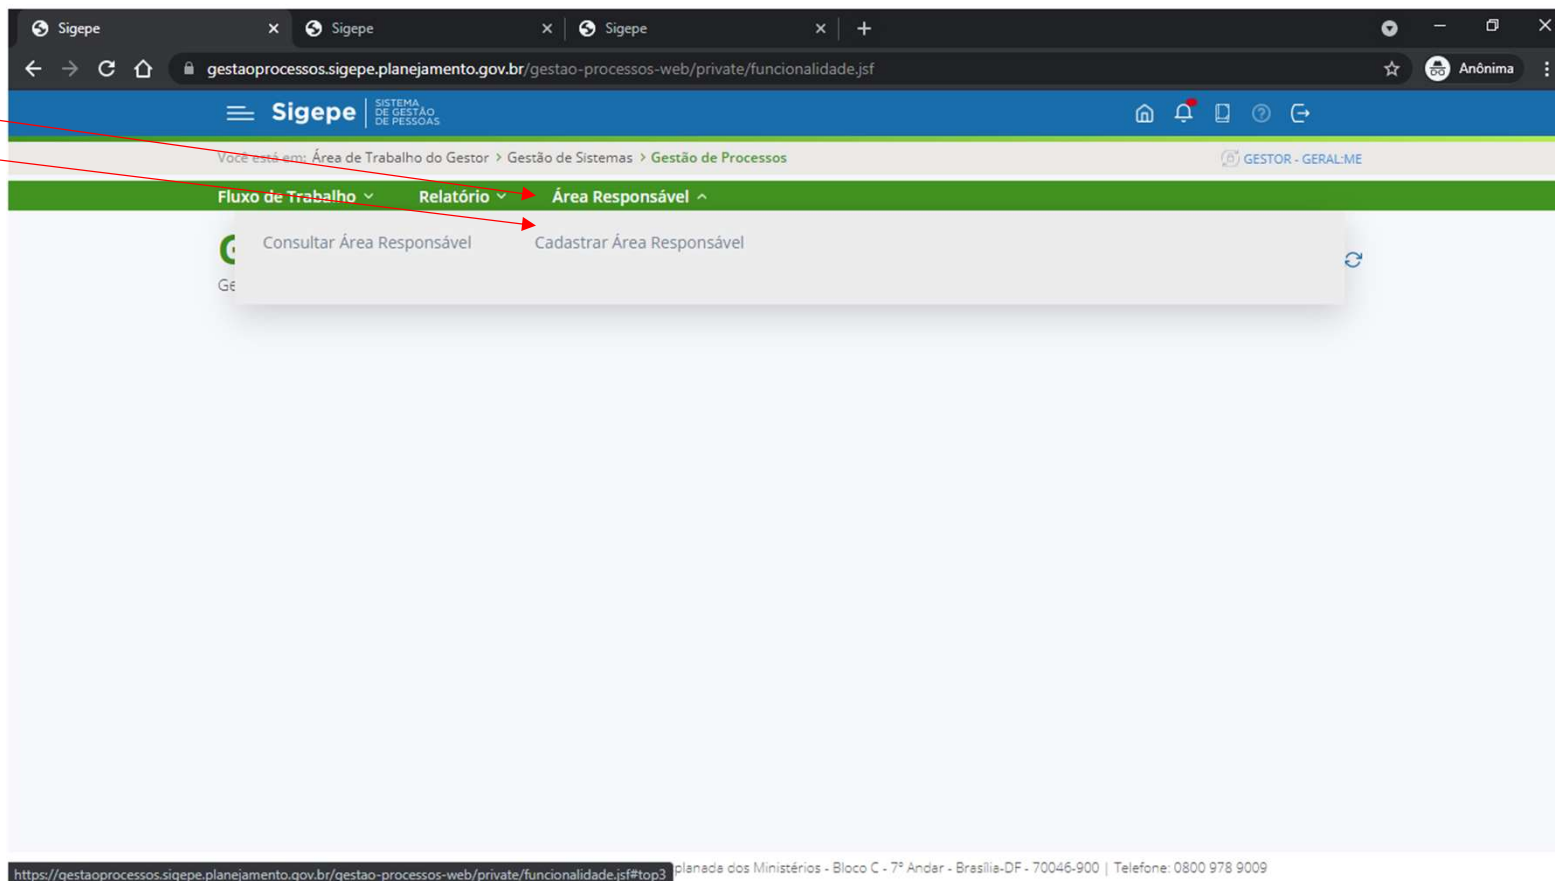 Sigepe
Sigepe
Sigepe
gestaoprocessos.sigepe.planejamento.gov.br/gestao-processos-web/private/funcionalidade.jsf
Anônima
Sigepe
SISTEMA
DE GESTÃO
DE PESSOAS
Você está em: Área de Trabalho do Gestor > Gestão de Sistemas > Gestão de Processos
GESTOR - GERAL:ME
Fluxo de Trabalho Relatório Área Responsável
Consultar Área Responsável Cadastrar Área Responsável
G
Ge
https://gestaoprocessos.sigepe.planejamento.gov.br/gestao-processos-web/private/funcionalidade.jsf#top3
planada dos Ministérios - Bloco C - 7º Andar - Brasília-DF - 70046-900 | Telefone: 0800 978 9009